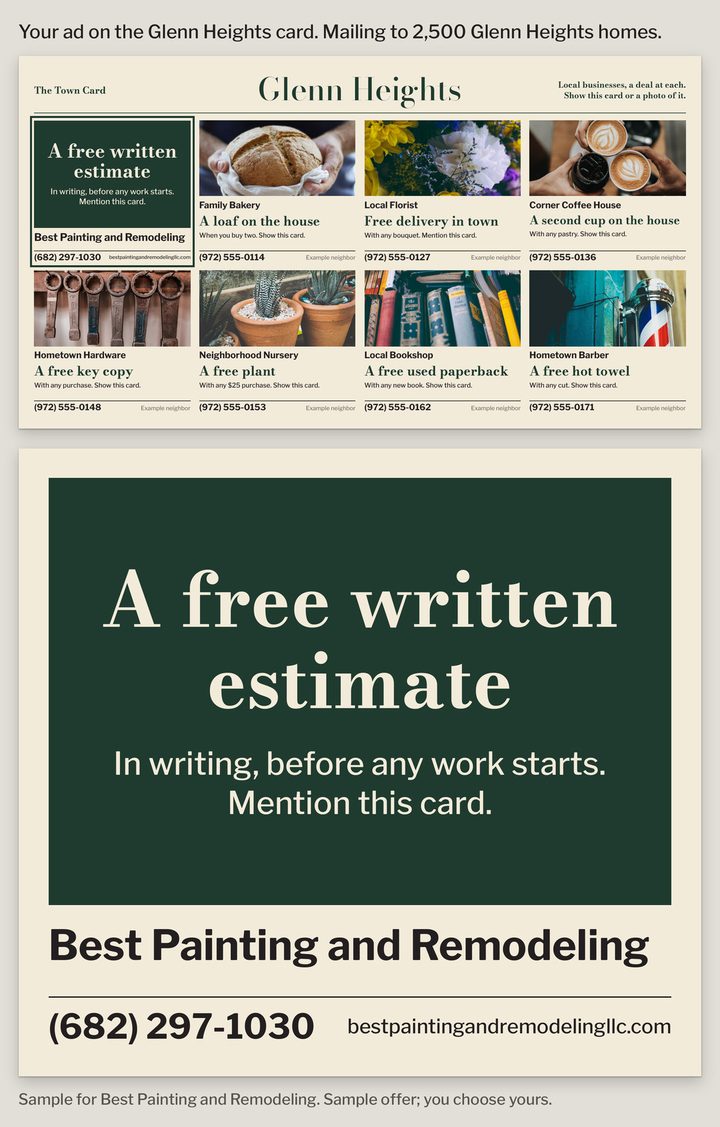 Your ad on the Glenn Heights card. Mailing to 2,500 Glenn Heights homes.
The Town Card
Glenn Heights
Local businesses, a deal at each.
Show this card or a photo of it.
A free written
estimate
In writing, before any work starts.
Mention this card.
Best Painting and Remodeling
(682) 297-1030 bestpaintingandremodelingllc.com
Family Bakery
A loaf on the house
When you buy two. Show this card.
(972) 555-0114 Example neighbor
Local Florist
Free delivery in town
With any bouquet. Mention this card.
(972) 555-0127 Example neighbor
Corner Coffee House
A second cup on the house
With any pastry. Show this card.
(972) 555-0136 Example neighbor
Hometown Hardware
A free key copy
With any purchase. Show this card.
(972) 555-0148 Example neighbor
Neighborhood Nursery
A free plant
With any $25 purchase. Show this card.
(972) 555-0153 Example neighbor
Local Bookshop
A free used paperback
With any new book. Show this card.
(972) 555-0162 Example neighbor
Hometown Barber
A free hot towel
With any cut. Show this card.
(972) 555-0171 Example neighbor
A free written
estimate
In writing, before any work starts.
Mention this card.
Best Painting and Remodeling
(682) 297-1030 bestpaintingandremodelingllc.com
Sample for Best Painting and Remodeling. Sample offer; you choose yours.